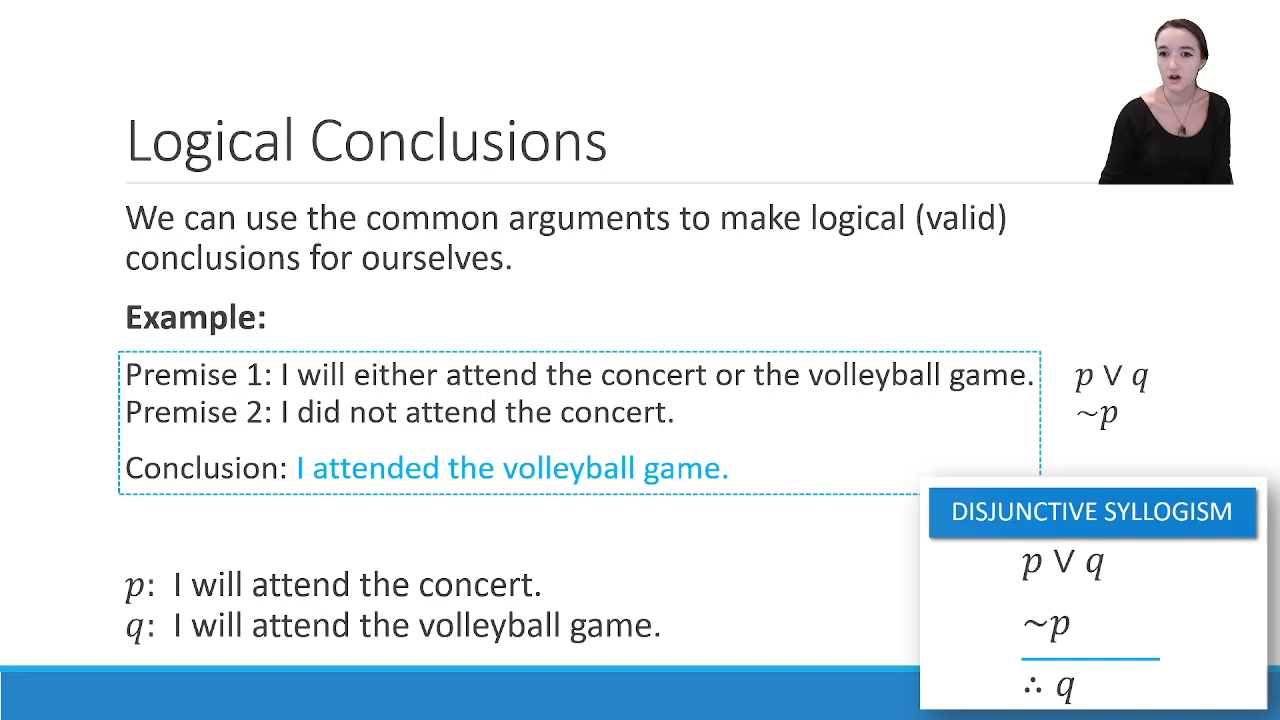 Logical Conclusions
We can use the common arguments to make logical (valid)
conclusions for ourselves.
Example:
Premise 1: I will either attend the concert or the volleyball game. 𝑝 ∨ 𝑞
Premise 2: I did not attend the concert. ~𝑝
Conclusion: I attended the volleyball game.
𝑝: I will attend the concert.
𝑞: I will attend the volleyball game.
DISJUNCTIVE SYLLOGISM
𝑝 ∨ 𝑞
~𝑝
∴ 𝑞